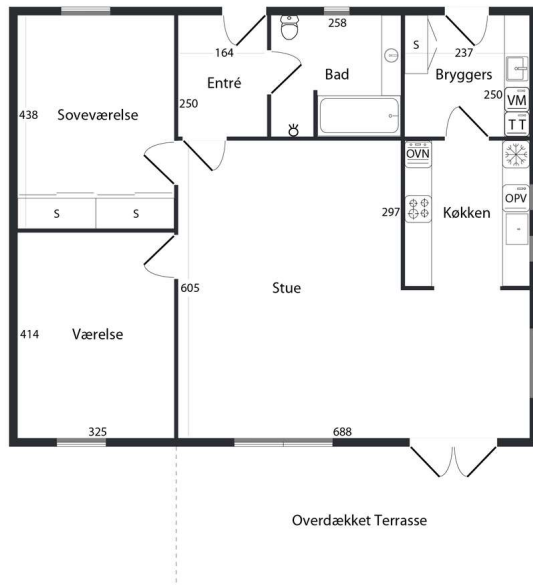 258
164
S
237
Entré
Bad
Bryggers
250
250
VM
438
Soveværelse
TT
OVN
S
S
297
Køkken
OPV
605
Stue
414
Værelse
325
688
Overdækket Terrasse